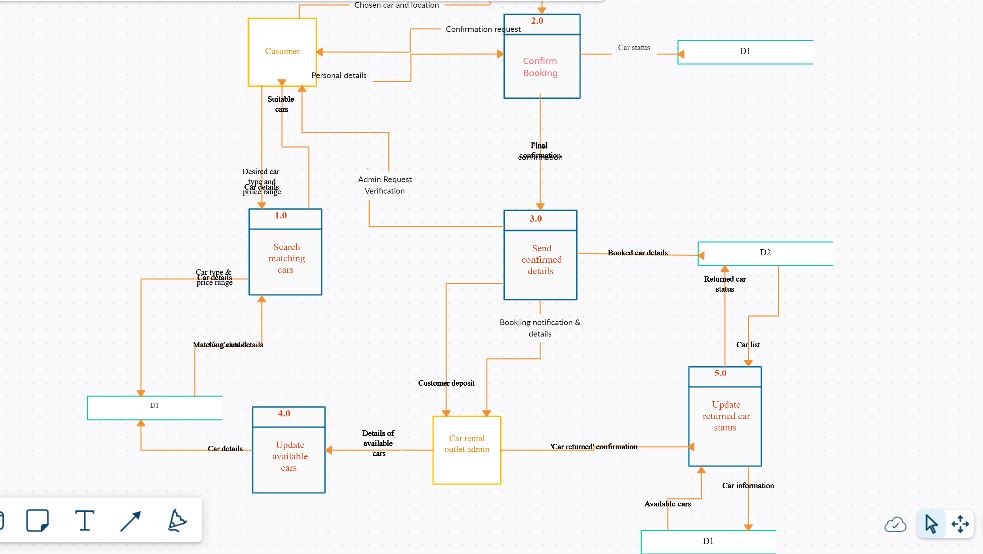 Chosen car and location
2.0
Confirmation request
Customer
Car status
D1
Confirm
Booking
Personal details
Suitable
cars
Final
confirmation
Desired car
type and
price range
Car details
Admin Request
Verification
1.0
3.0
Search
matching
cars
Send
confirmed
details
Booked car details
D2
Car type &
Car details
price range
Returned car
status
Booking notification &
details
Matching
details
Car list
5.0
Customer deposit
D1
4.0
Update
returned car
status
Update
available
cars
Details of
available
cars
Car rental
outlet admin
Car details
'Car returned' confirmation
Car information
Available cars
D1
T